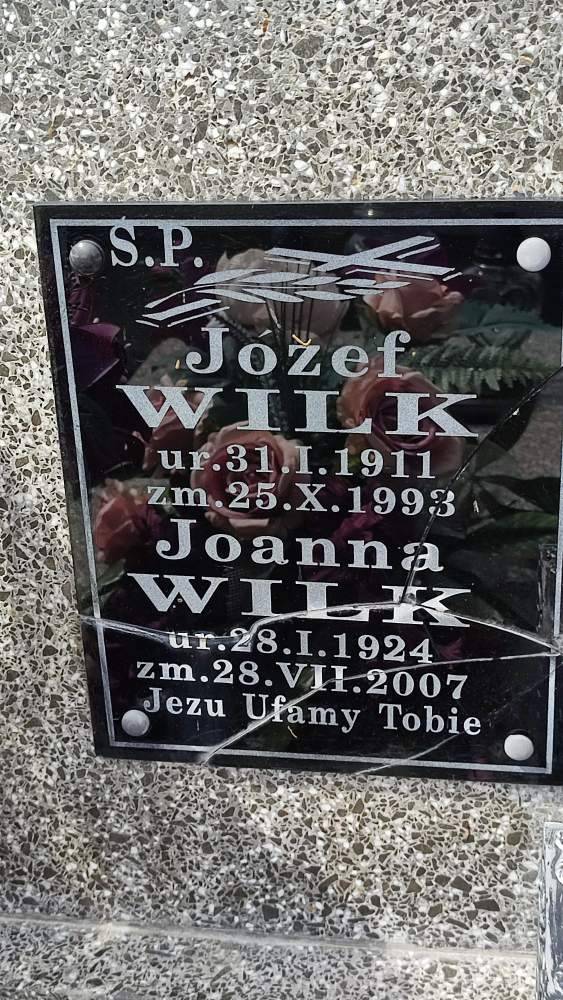 Ś.P.
Jożef
WILK
ur.31.I.1911
zm.25.X.1993
Joanna
WILK
ur.28.I.1924
zm.28.VII.2007
Jezu Ufamy Tobie